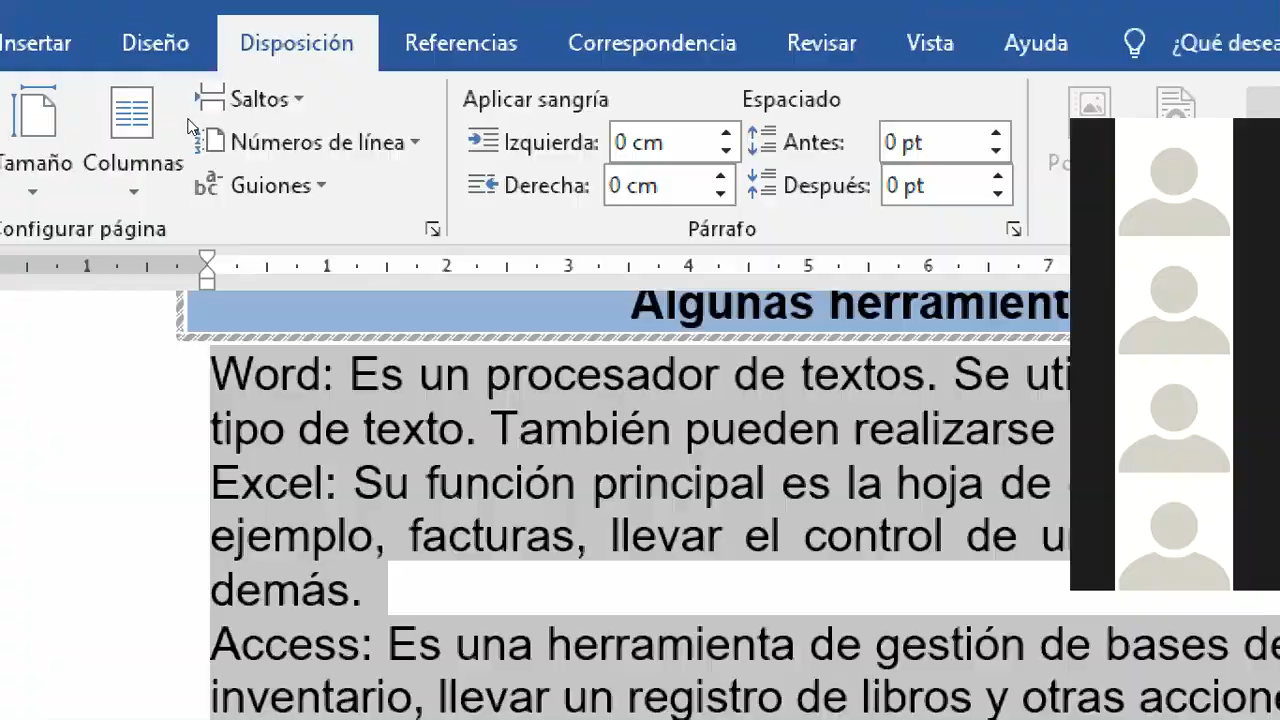 Insertar Diseño Disposición Referencias Correspondencia Revisar Vista Ayuda ¿Qué desea
Saltos Aplicar sangría Espaciado
Números de línea Izquierda: 0 cm Antes: 0 pt
Tamaño Columnas
Guiones Derecha: 0 cm Después: 0 pt
Configurar página Párrafo
1 1 2 3 4 5 6 7
Algunas herramient
Word: Es un procesador de textos. Se uti
tipo de texto. También pueden realizarse
Excel: Su función principal es la hoja de
ejemplo, facturas, llevar el control de u
demás.
Access: Es una herramienta de gestión de bases de
inventario, llevar un registro de libros y otras accion